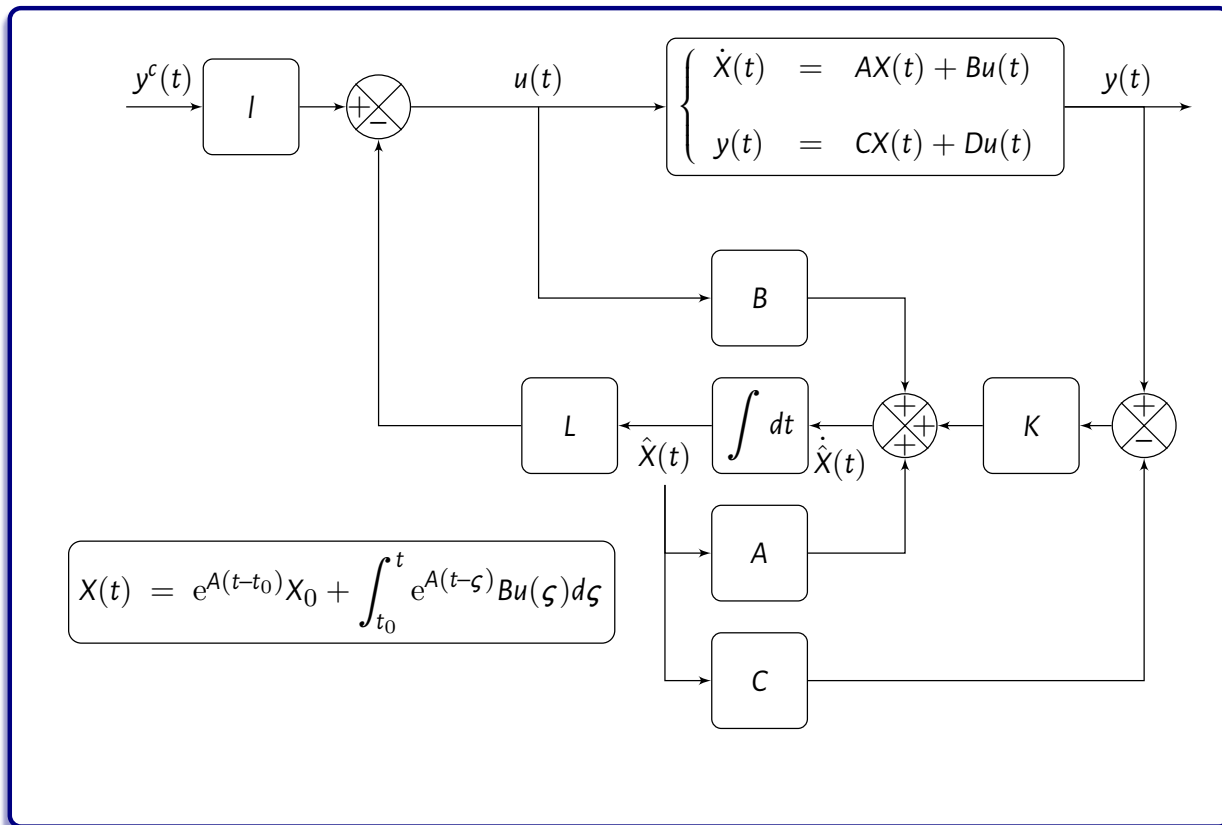 y^c(t)
l
+
−
u(t)
Ẋ(t) = AX(t) + Bu(t)
y(t) = CX(t) + Du(t)
y(t)
B
L
X̂(t)
∫ dt
X̂̇(t)
+
+
+
K
+
−
A
X(t) = e^{A(t–t_0)}X_0 + ∫_{t_0}^{t} e^{A(t–ς)}Bu(ς)dς
C